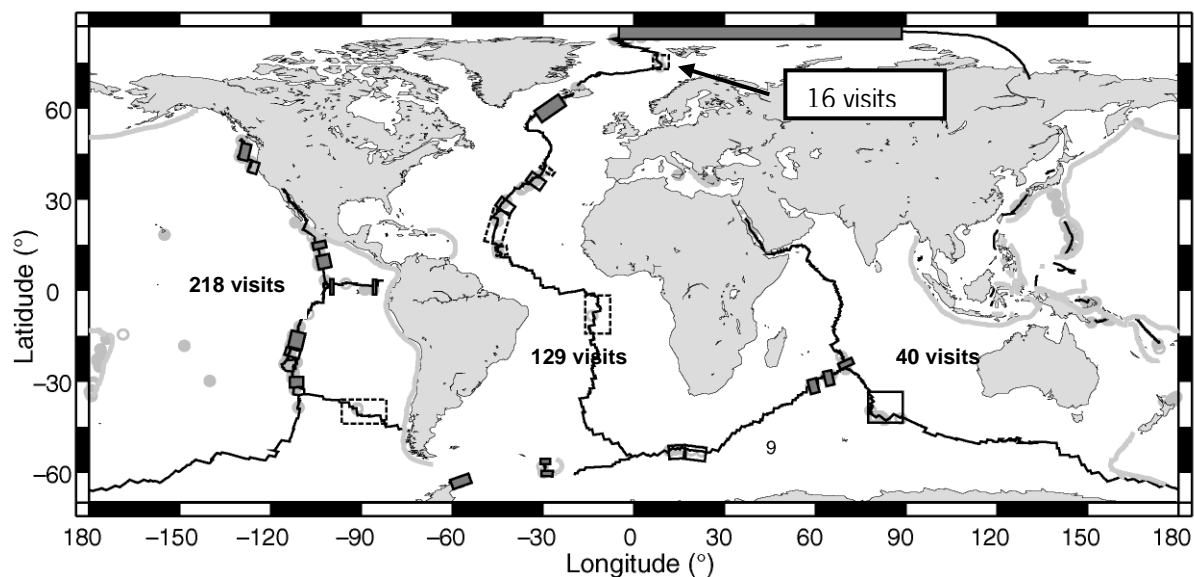 60
30
0
−30
−60
Latidude (°)
16 visits
218 visits
129 visits
40 visits
9
180 −150 −120 −90 −60 −30 0 30 60 90 120 150 180
Longitude (°)